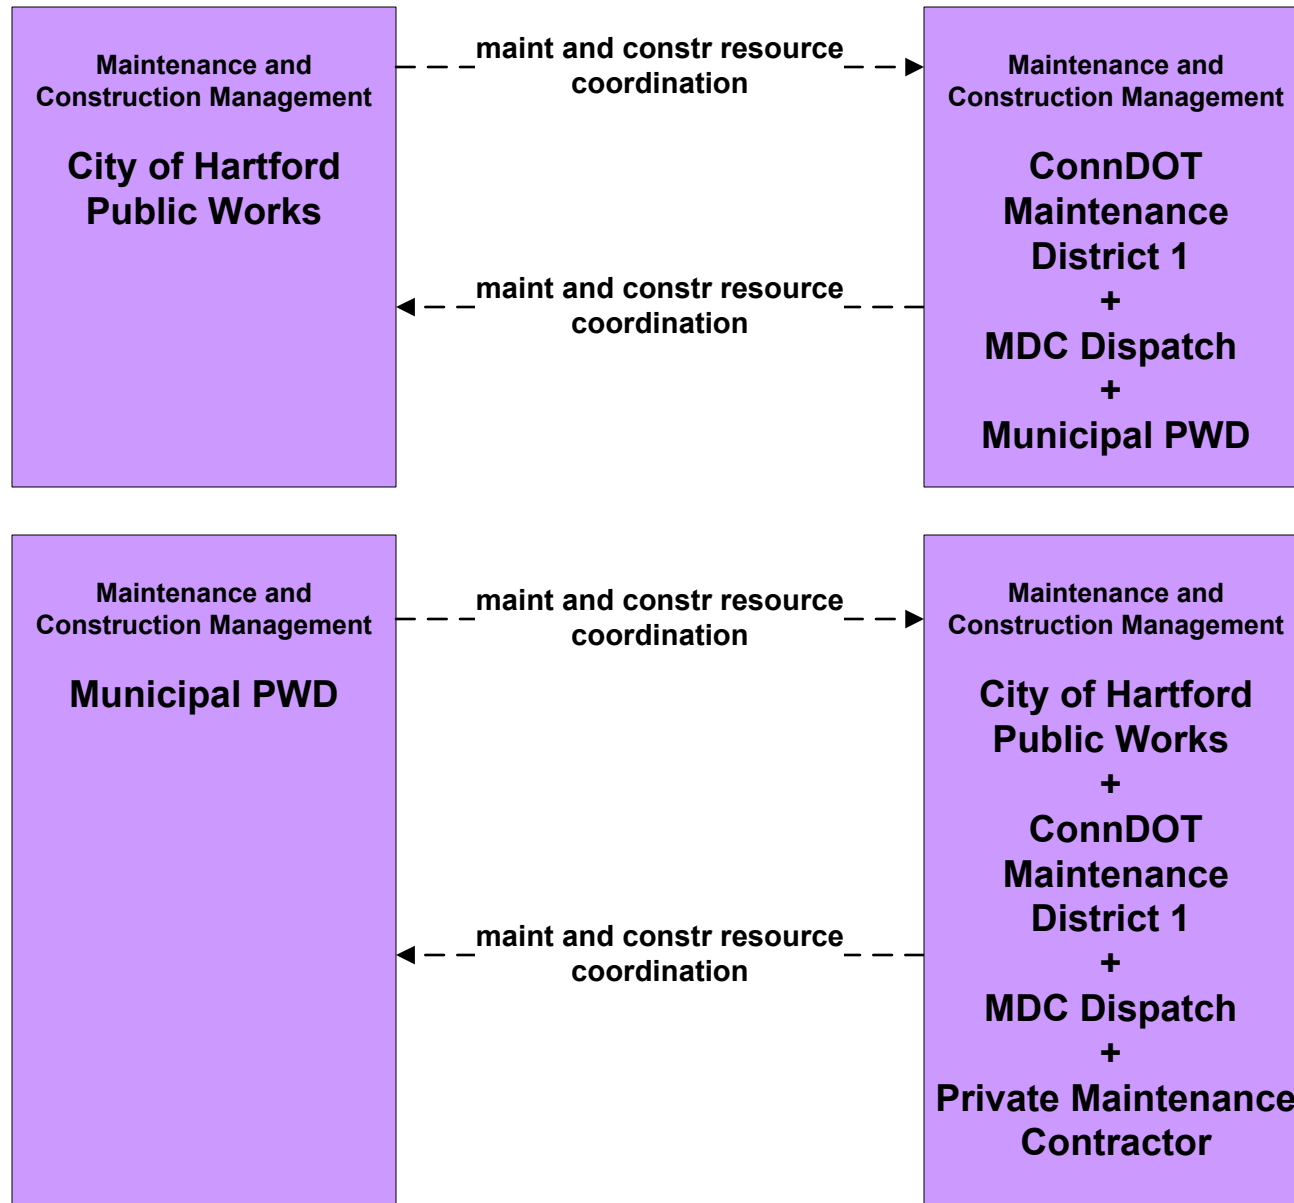 Maintenance and
Construction Management
City of Hartford
Public Works
maint and constr resource
coordination
maint and constr resource
coordination
Maintenance and
Construction Management
ConnDOT
Maintenance
District 1
+
MDC Dispatch
+
Municipal PWD
Maintenance and
Construction Management
Municipal PWD
maint and constr resource
coordination
maint and constr resource
coordination
Maintenance and
Construction Management
City of Hartford
Public Works
+
ConnDOT
Maintenance
District 1
+
MDC Dispatch
+
Private Maintenance
Contractor